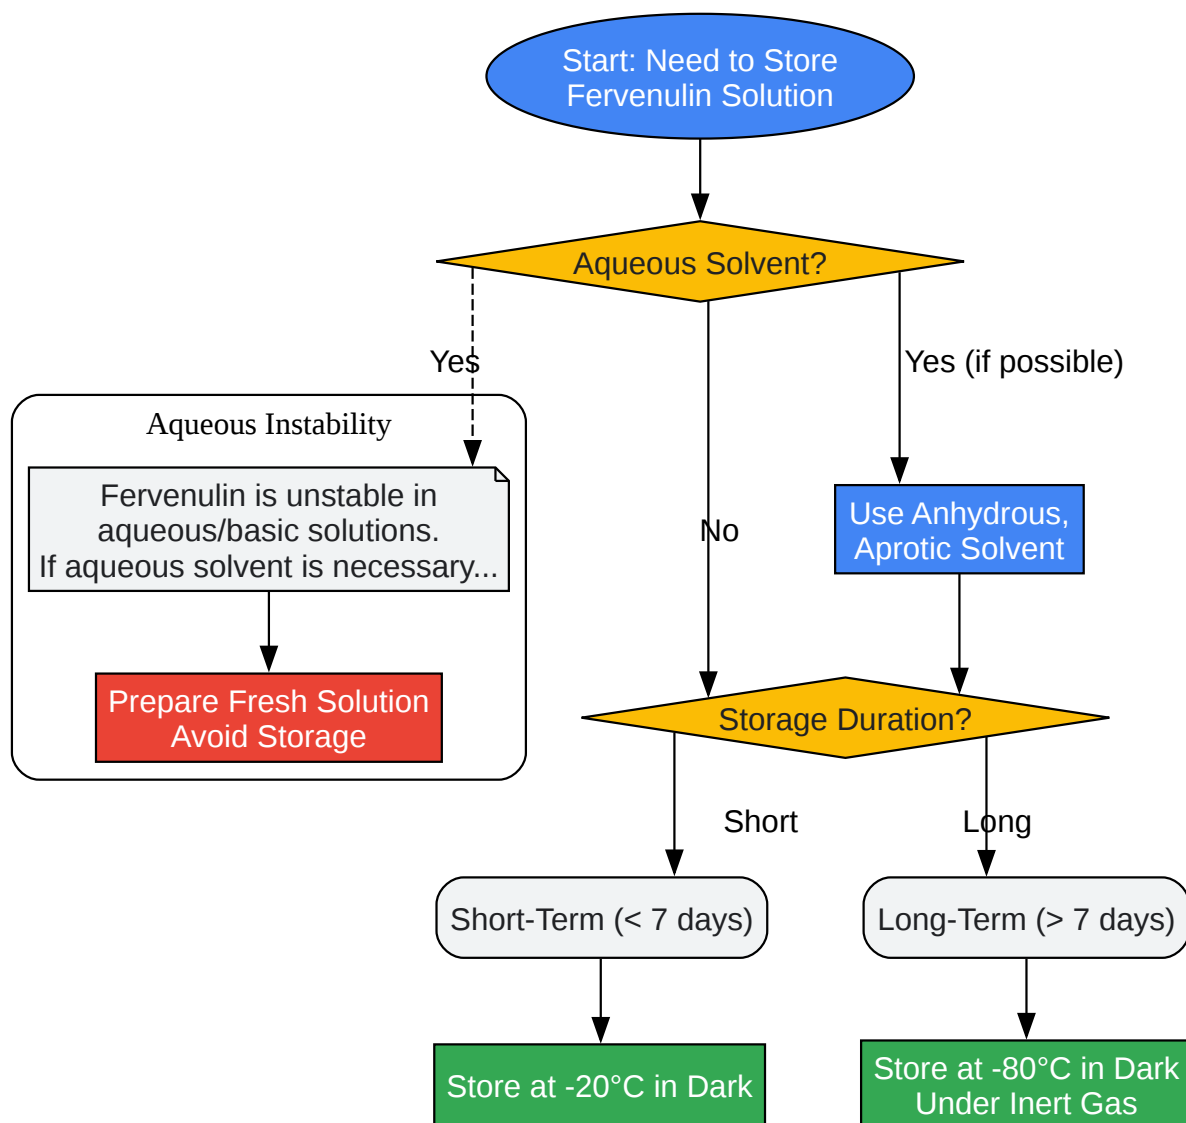 Start: Need to Store
Fervenulin Solution
Aqueous Solvent?
Yes
Yes (if possible)
Aqueous Instability
Fervenulin is unstable in
aqueous/basic solutions.
If aqueous solvent is necessary...
No
Use Anhydrous,
Aprotic Solvent
Prepare Fresh Solution
Avoid Storage
Storage Duration?
Short
Long
Short-Term (< 7 days)
Long-Term (> 7 days)
Store at -20°C in Dark
Store at -80°C in Dark
Under Inert Gas